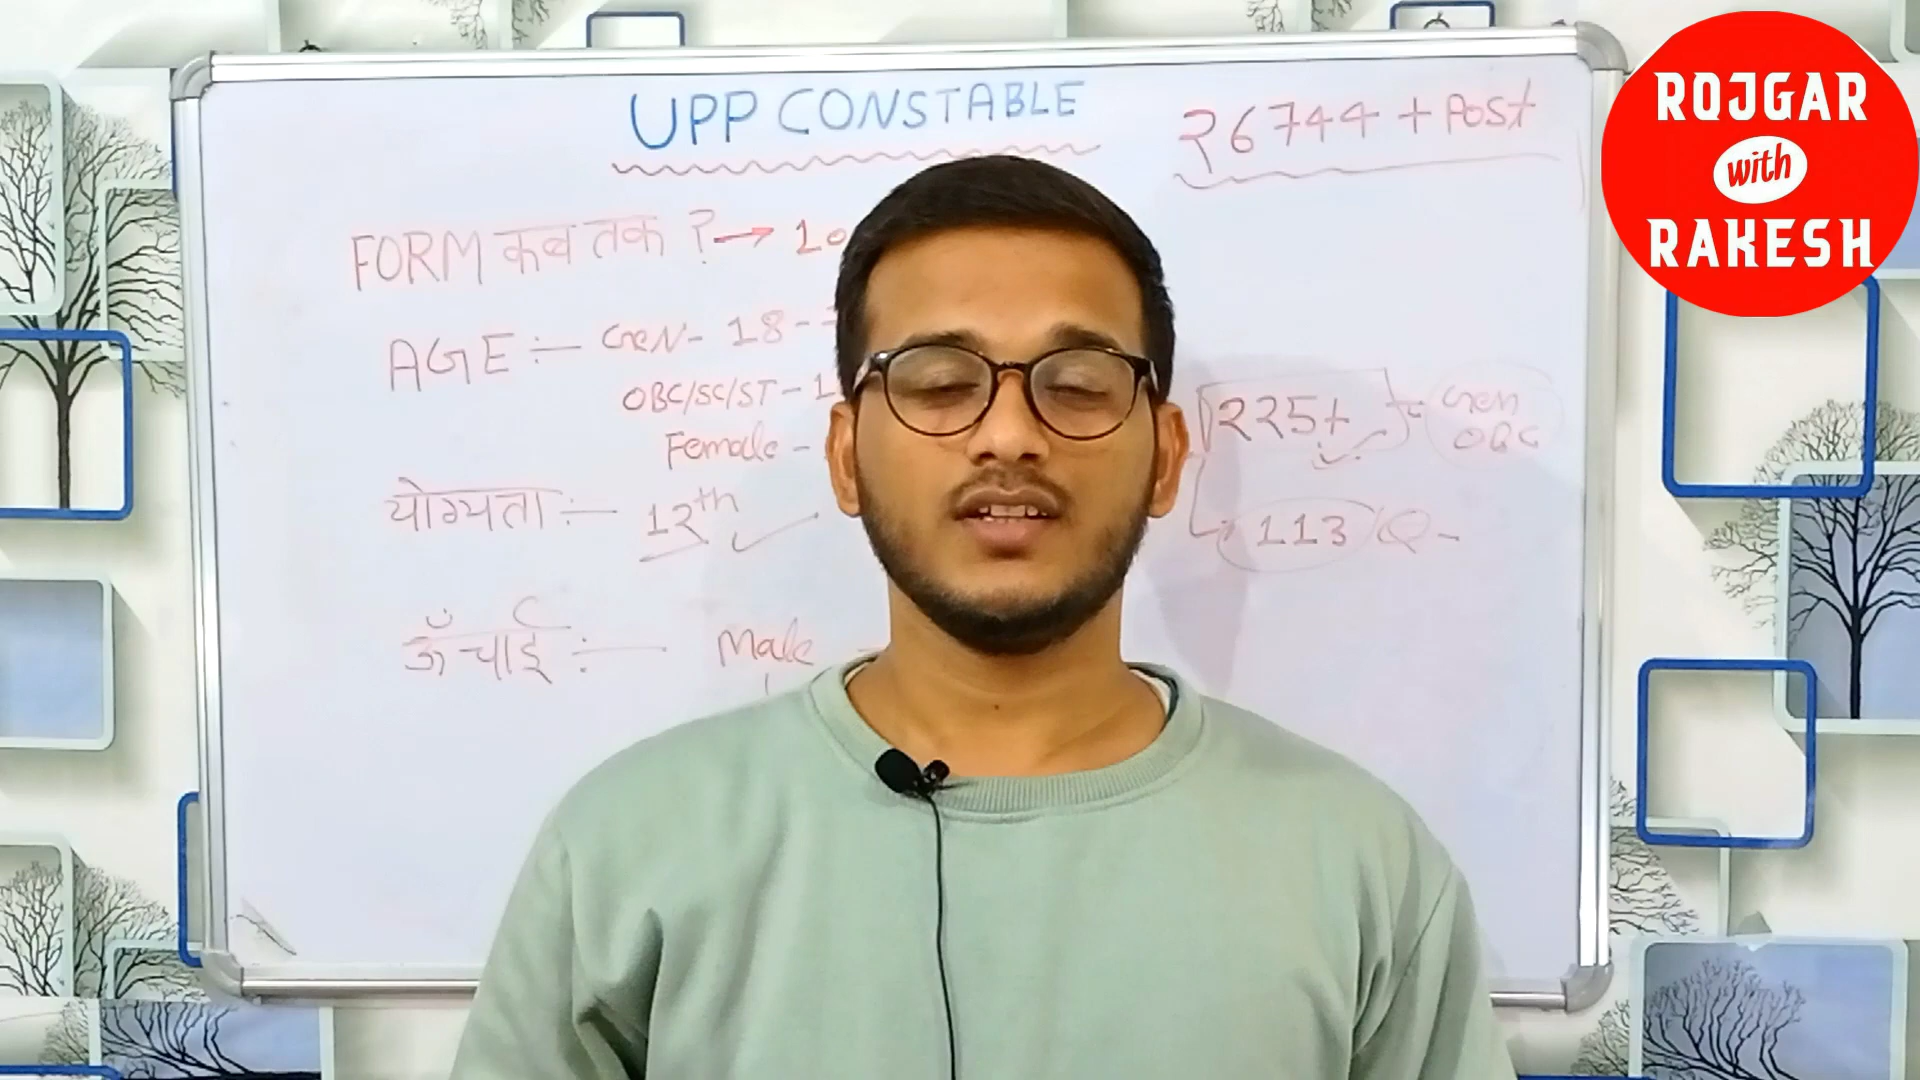 UPP CONSTABLE
26744 + Post
ROJGAR
with
RAKESH
FORM कब तक ? → 10
AGE :- GeN- 18-
OBC/SC/ST - 1
Female -
225+
Gen
OBC
योग्यता :- 12th
113 Q -
ऊँचाई :- Male -